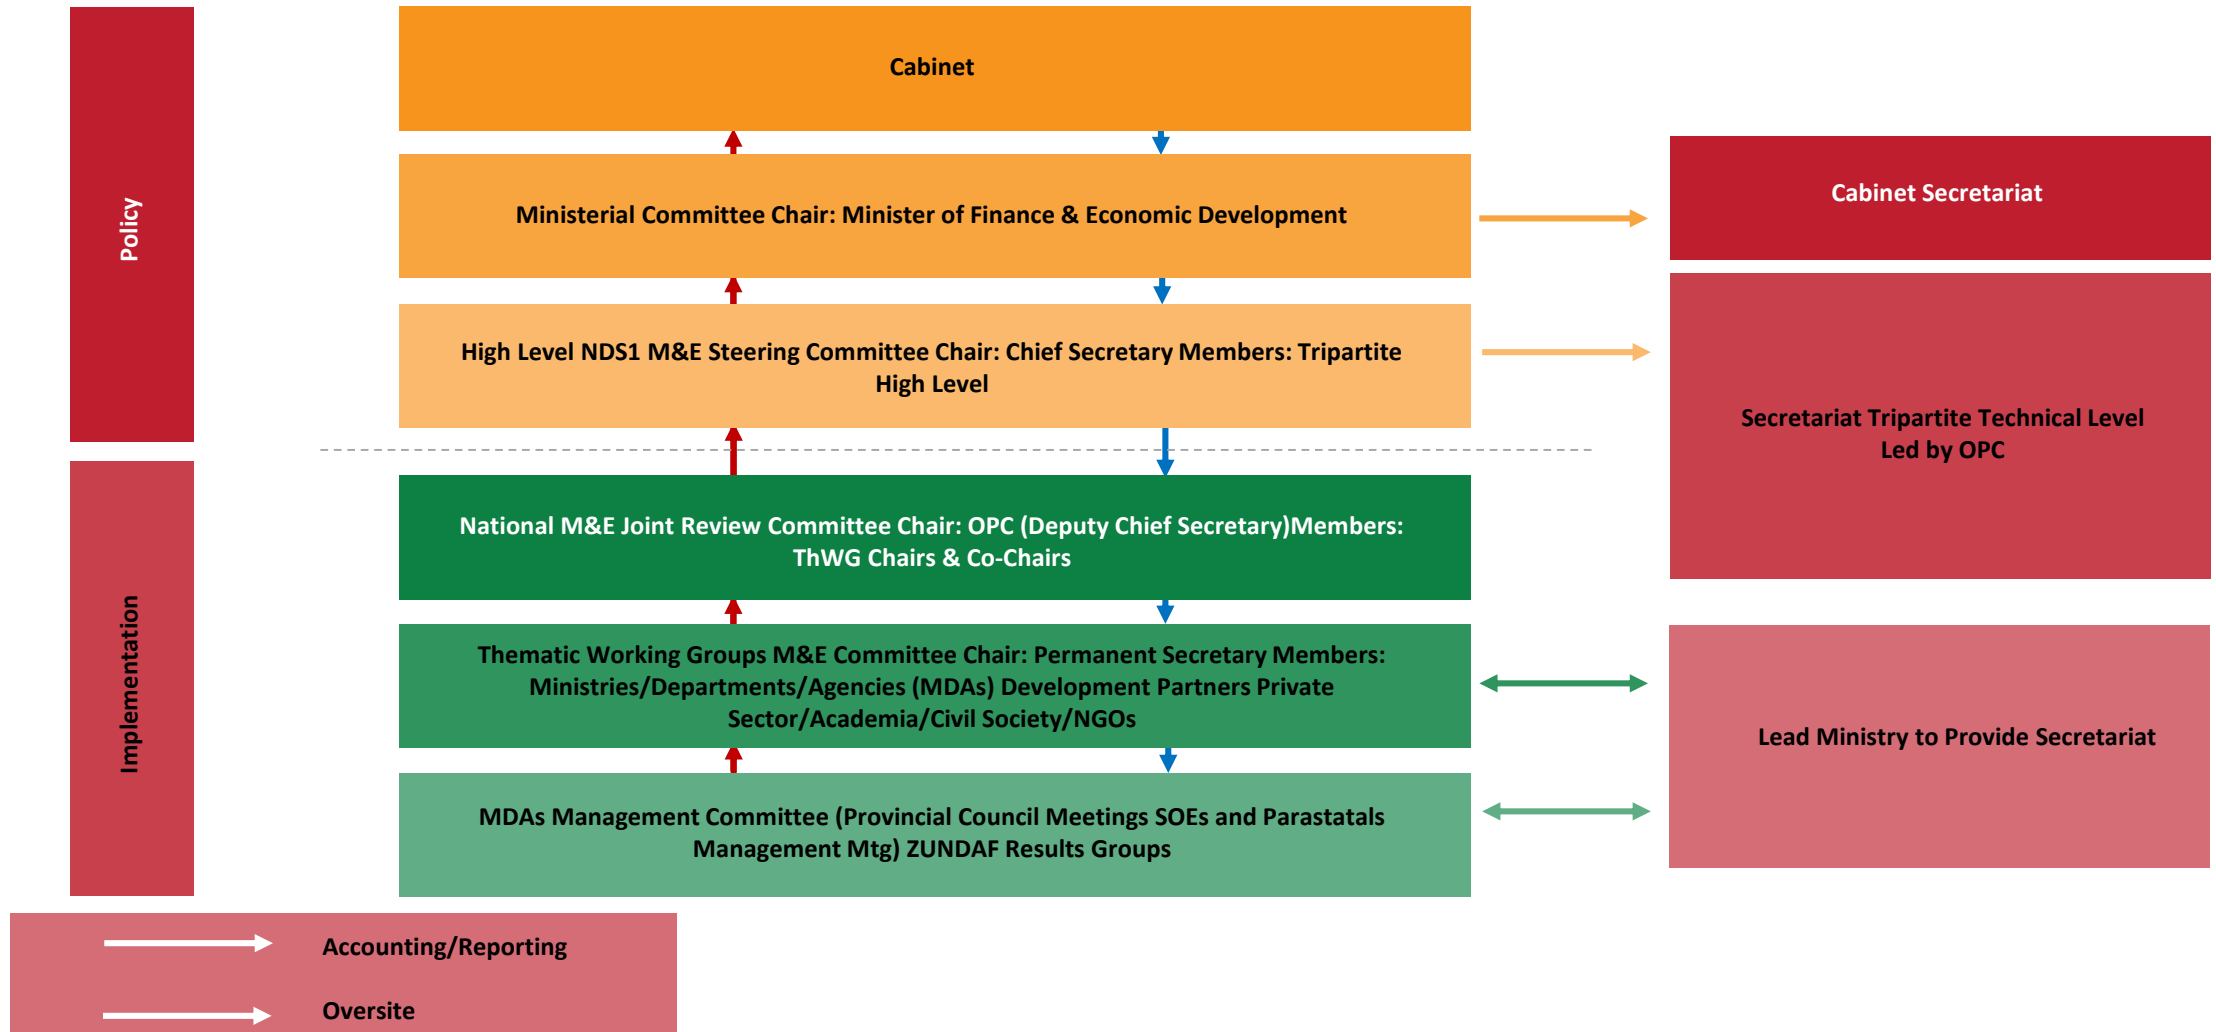 Policy
Cabinet
Ministerial Committee Chair: Minister of Finance & Economic Development
Cabinet Secretariat
High Level NDS1 M&E Steering Committee Chair: Chief Secretary Members: Tripartite
High Level
Secretariat Tripartite Technical Level
Led by OPC
Implementation
National M&E Joint Review Committee Chair: OPC (Deputy Chief Secretary)Members:
ThWG Chairs & Co-Chairs
Thematic Working Groups M&E Committee Chair: Permanent Secretary Members:
Ministries/Departments/Agencies (MDAs) Development Partners Private
Sector/Academia/Civil Society/NGOs
Lead Ministry to Provide Secretariat
MDAs Management Committee (Provincial Council Meetings SOEs and Parastatals
Management Mtg) ZUNDAF Results Groups
Accounting/Reporting
Oversite